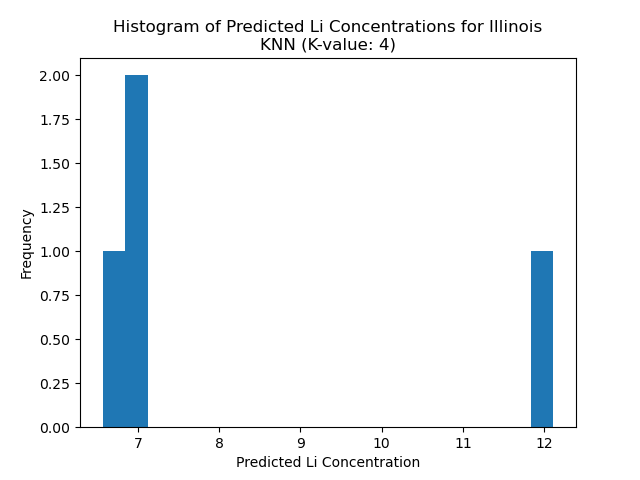 Histogram of Predicted Li Concentrations for Illinois
KNN (K-value: 4)
2.00
1.75
1.50
1.25
1.00
0.75
0.50
0.25
0.00
Frequency
7 8 9 10 11 12
Predicted Li Concentration